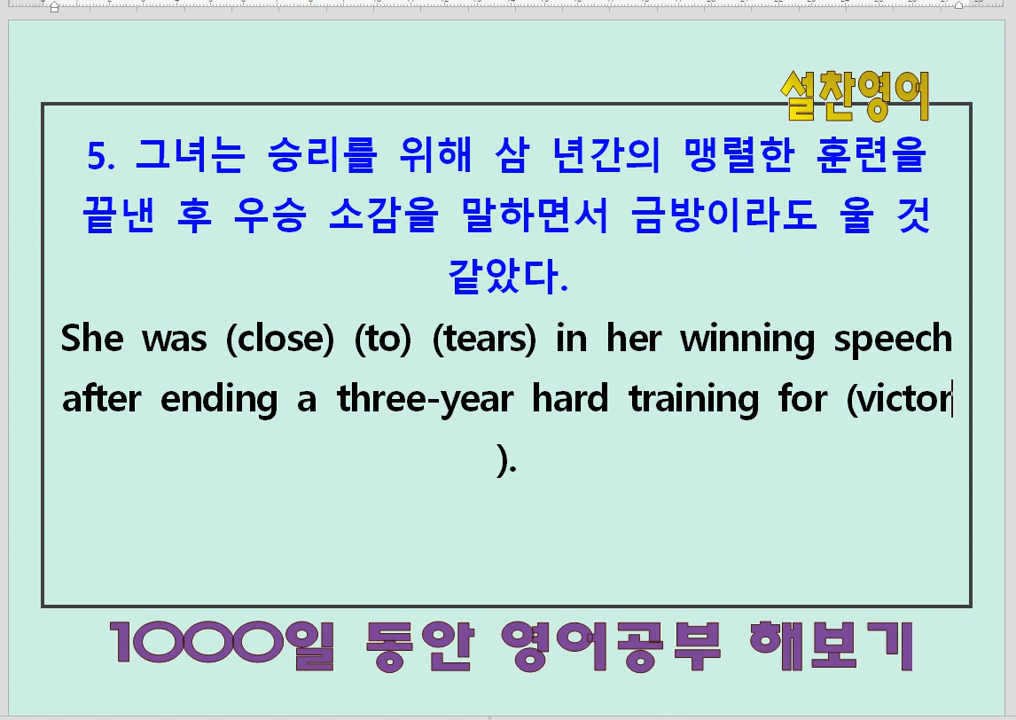 설찬영어
5. 그녀는 승리를 위해 삼 년간의 맹렬한 훈련을
끝낸 후 우승 소감을 말하면서 금방이라도 울 것
같았다.
She was (close) (to) (tears) in her winning speech
after ending a three-year hard training for (victor
).
1000일 동안 영어공부 해보기